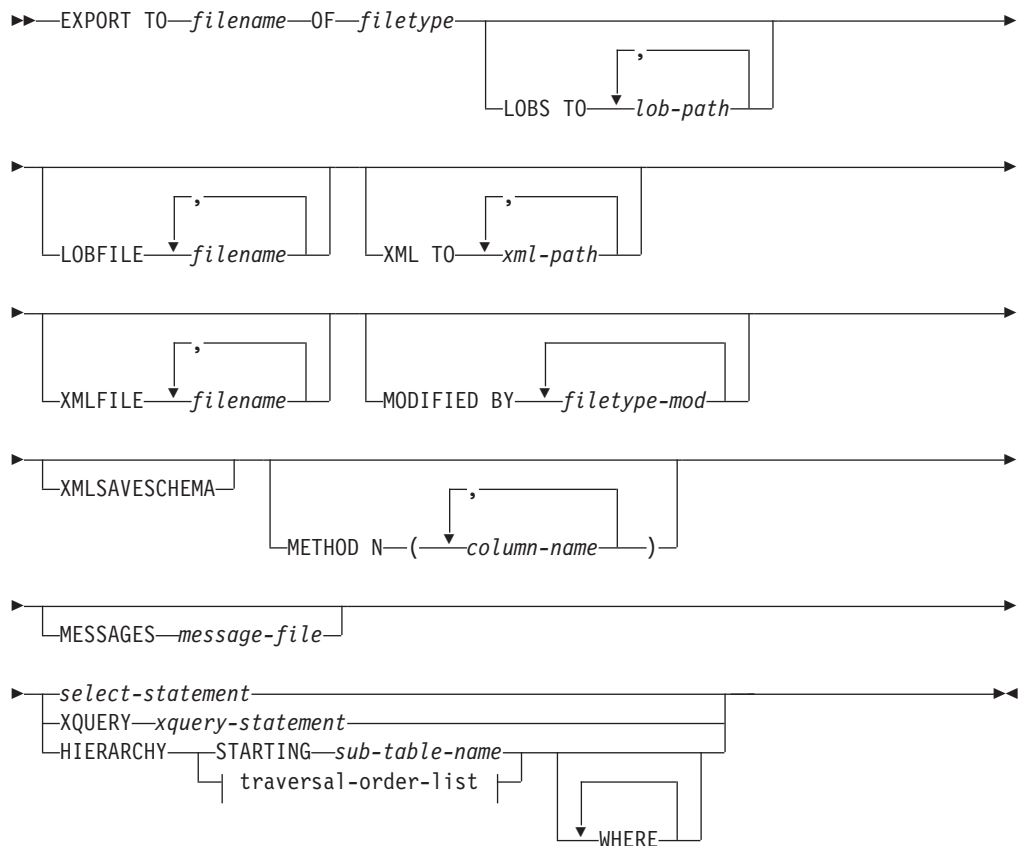 EXPORT TO filename OF filetype
,
LOBS TO lob-path
, ,
LOBFILE filename XML TO xml-path
,
XMLFILE filename MODIFIED BY filetype-mod
XMLSAVESCHEMA
,
METHOD N ( column-name )
MESSAGES message-file
select-statement
XQUERY xquery-statement
HIERARCHY STARTING sub-table-name
traversal-order-list
WHERE